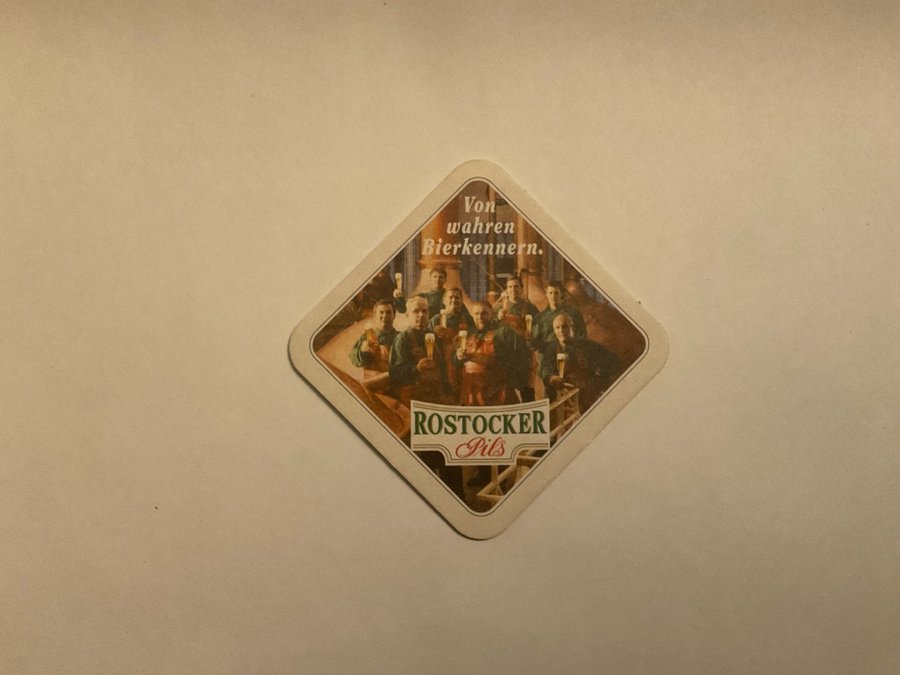 Von
wahren
Bierkennern.
ROSTOCKER
Pils